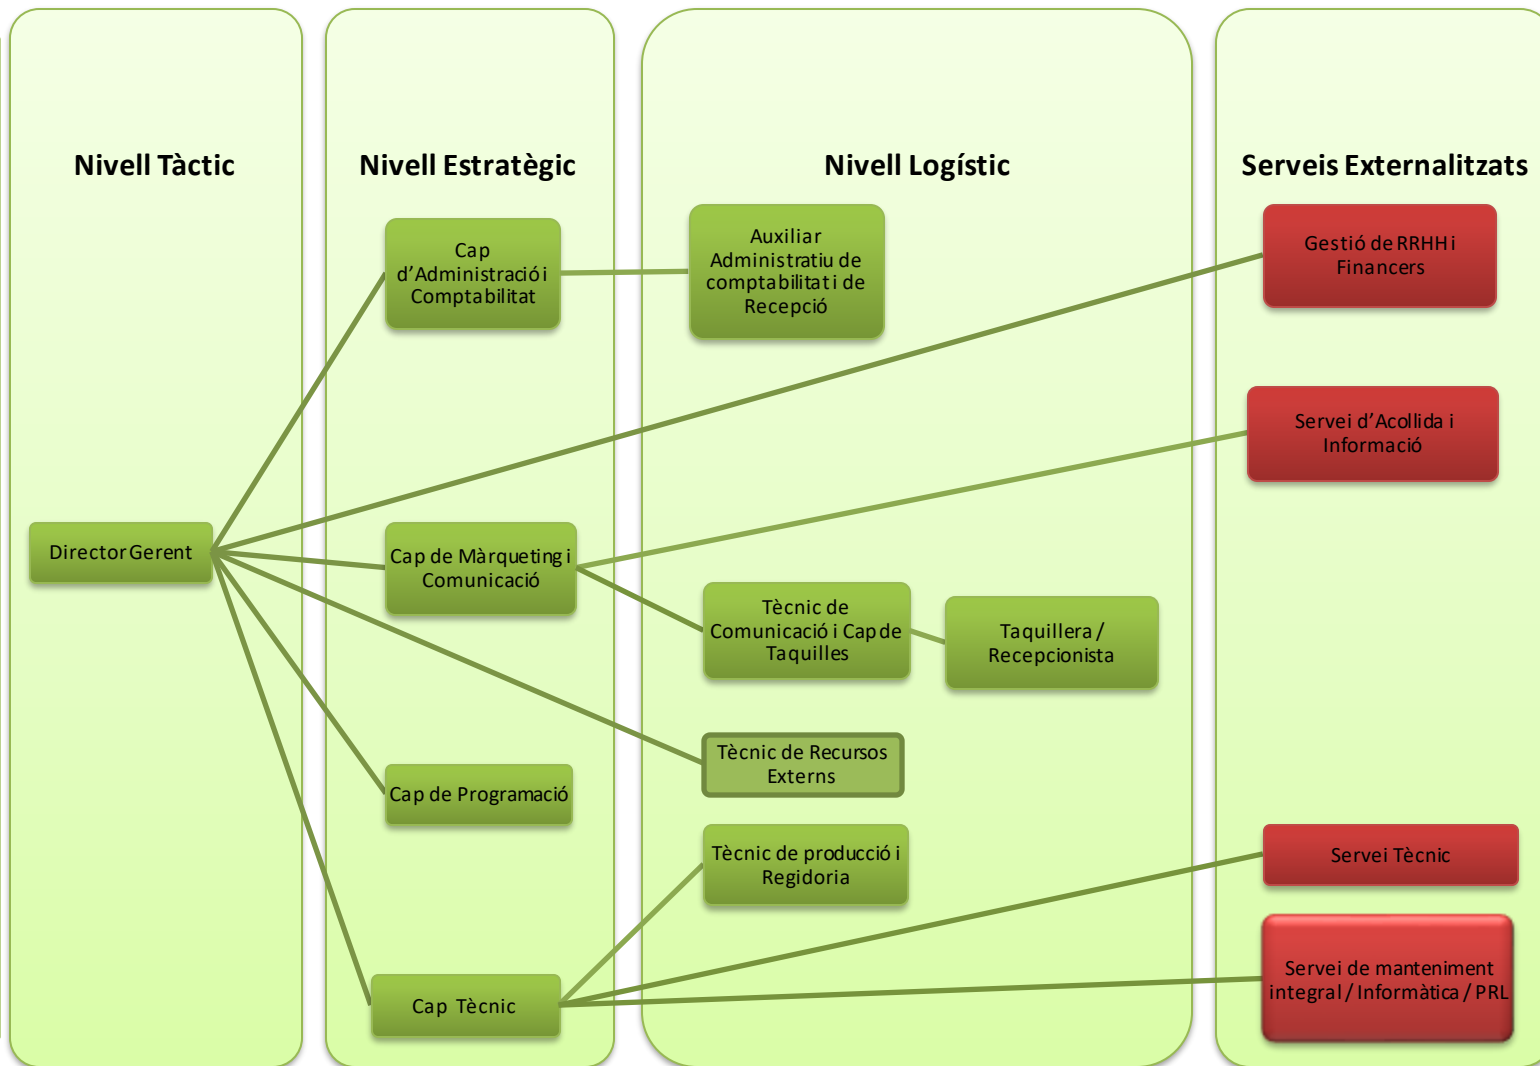 Nivell Tàctic
Nivell Estratègic
Nivell Logístic
Serveis Externalitzats
Cap
d’Administració i
Comptabilitat
Auxiliar
Administratiu de
comptabilitat i de
Recepció
Gestió de RRHH i
Financers
Servei d’Acollida i
Informació
Director Gerent
Cap de Màrqueting i
Comunicació
Tècnic de
Comunicació i Cap de
Taquilles
Taquillera /
Recepcionista
Tècnic de Recursos
Externs
Cap de Programació
Tècnic de producció i
Regidoria
Servei Tècnic
Cap Tècnic
Servei de manteniment
integral / Informàtica / PRL